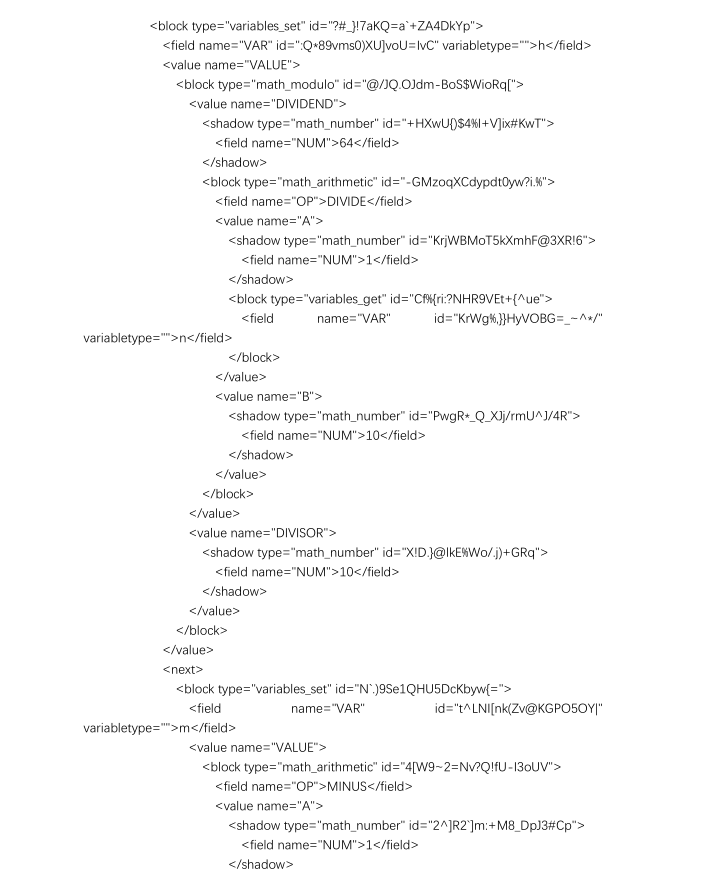 <block type="variables_set" id="?#_}!7aKQ=a`+ZA4DkYp">
<field name="VAR" id=":Q*89vms0)XU]voU=IvC" variabletype="">h</field>
<value name="VALUE">
<block type="math_modulo" id="@/JQ.OJdm-BoS$WioRq[">
<value name="DIVIDEND">
<shadow type="math_number" id="+HXwU{)$4%I+V]ix#KwT">
<field name="NUM">64</field>
</shadow>
<block type="math_arithmetic" id="-GMzoqXCdypdt0yw?i.%">
<field name="OP">DIVIDE</field>
<value name="A">
<shadow type="math_number" id="KrjWBMoT5kXmhF@3XR!6">
<field name="NUM">1</field>
</shadow>
<block type="variables_get" id="Cf%{ri:?NHR9VEt+{^ue">
<field name="VAR" id="KrWg%,}}HyVOBG=_~^*/"
variabletype="">n</field>
</block>
</value>
<value name="B">
<shadow type="math_number" id="PwgR*_Q_XJj/rmU^J/4R">
<field name="NUM">10</field>
</shadow>
</value>
</block>
</value>
<value name="DIVISOR">
<shadow type="math_number" id="X!D.}@lkE%Wo/.j)+GRq">
<field name="NUM">10</field>
</shadow>
</value>
</block>
</value>
<next>
<block type="variables_set" id="N`.)9Se1QHU5DcKbyw{=">
<field name="VAR" id="t^LNI[nk(Zv@KGPO5OY|"
variabletype="">m</field>
<value name="VALUE">
<block type="math_arithmetic" id="4[W9~2=Nv?Q!fU-I3oUV">
<field name="OP">MINUS</field>
<value name="A">
<shadow type="math_number" id="2^]R2`]m:+M8_DpJ3#Cp">
<field name="NUM">1</field>
</shadow>